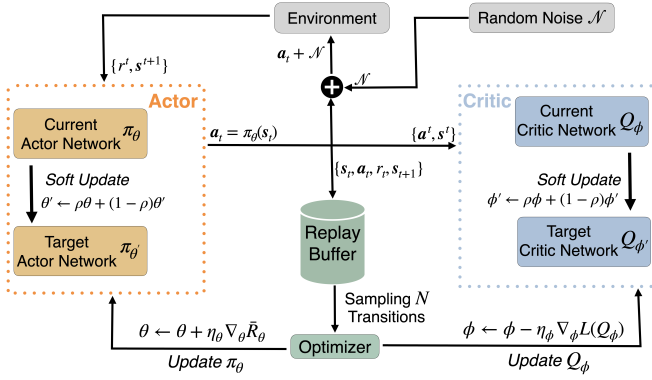 Environment
Random Noise 𝒩
{r^t, s^{t+1}}
a_t + 𝒩
𝒩
Actor
Critic
Current
Actor Network π_θ
Current
Critic Network Q_ϕ
a_t = π_θ(s_t)
{a^t, s^t}
{s_t, a_t, r_t, s_{t+1}}
Soft Update
θ′ ← ρθ + (1 − ρ)θ′
Soft Update
ϕ′ ← ρϕ + (1 − ρ)ϕ′
Target
Actor Network π_{θ′}
Replay
Buffer
Target
Critic Network Q_{ϕ′}
Sampling N
Transitions
θ ← θ + η_θ ∇_θ R̄_θ
Update π_θ
Optimizer
ϕ ← ϕ − η_ϕ ∇_ϕ L(Q_ϕ)
Update Q_ϕ